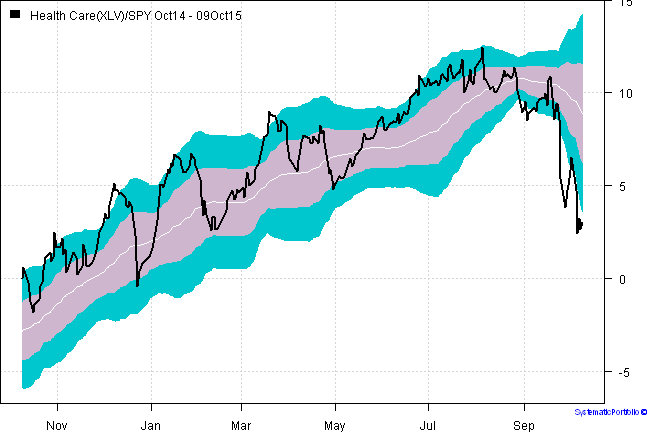 Health Care(XLV)/SPY Oct14 - 09Oct15
15
10
5
0
-5
Nov Jan Mar May Jul Sep
SystematicPortfolio ©